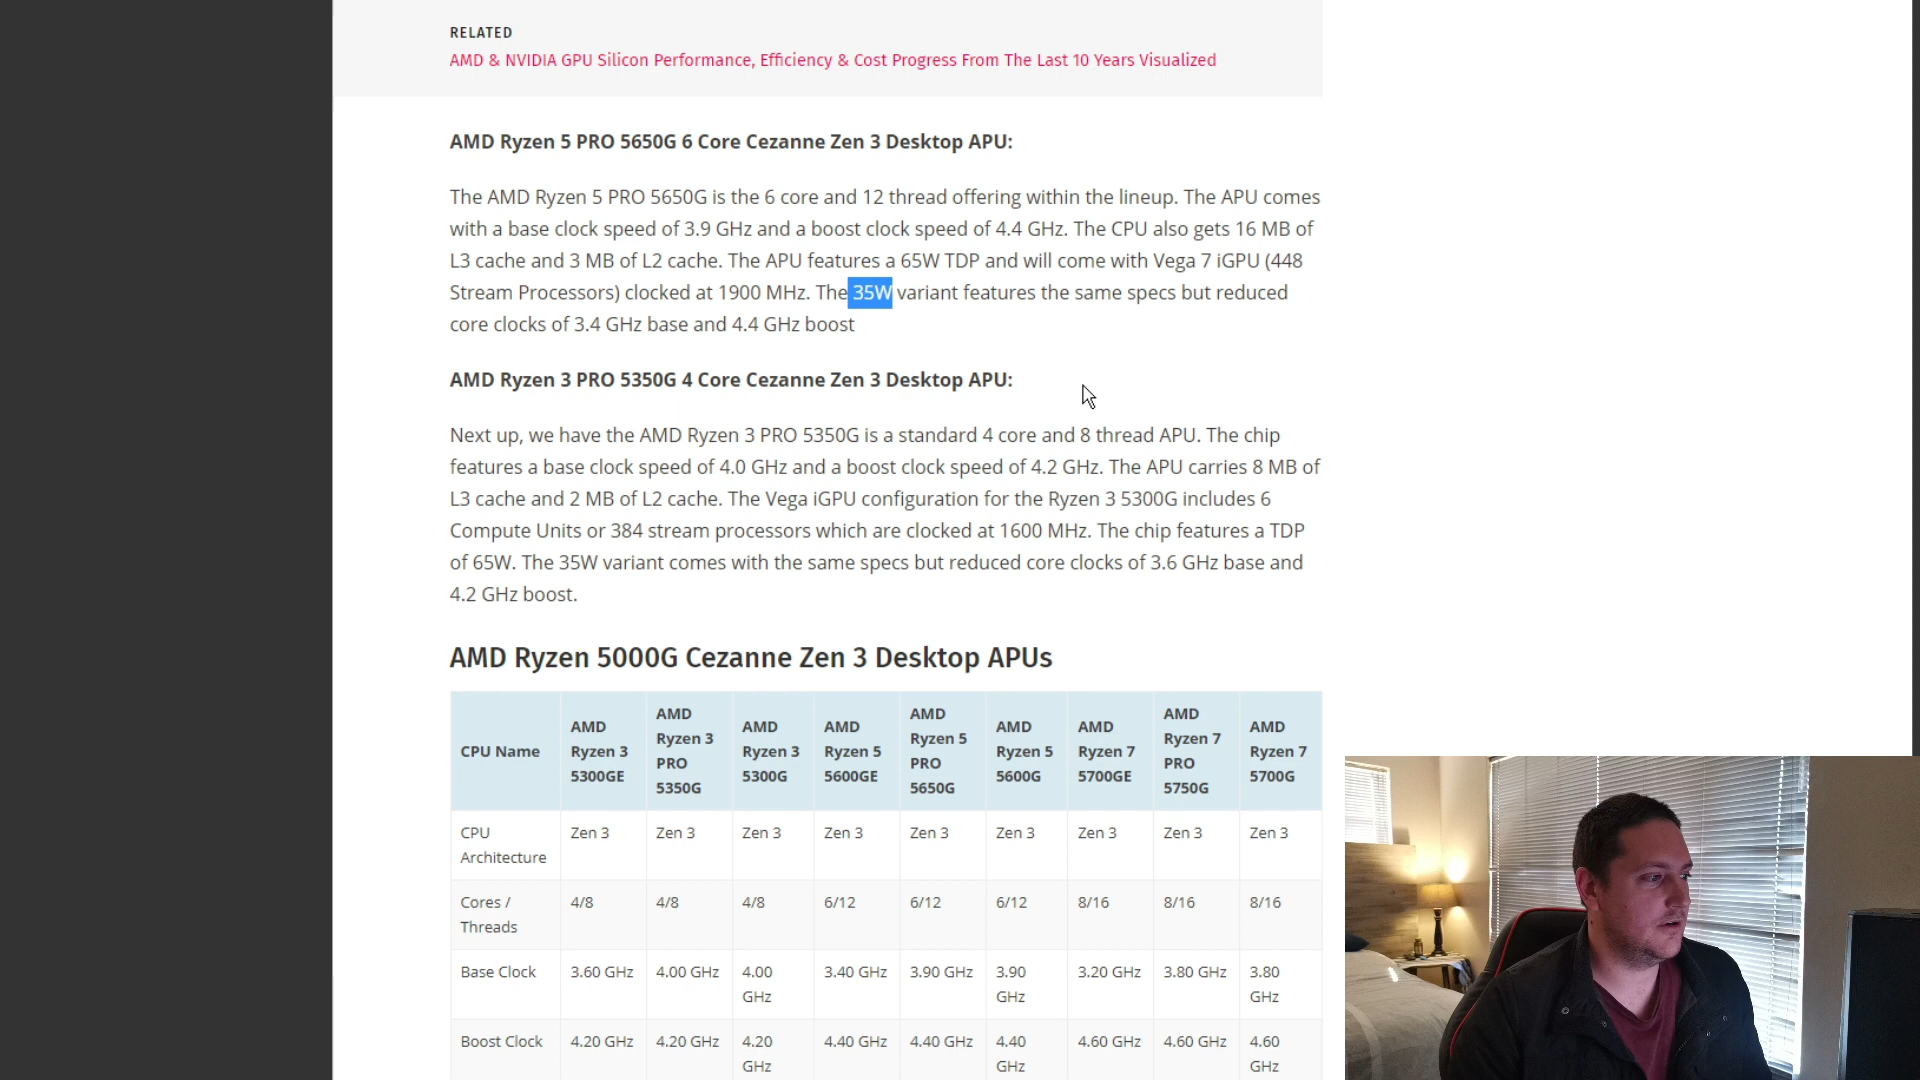 RELATED
AMD & NVIDIA GPU Silicon Performance, Efficiency & Cost Progress From The Last 10 Years Visualized
AMD Ryzen 5 PRO 5650G 6 Core Cezanne Zen 3 Desktop APU:
The AMD Ryzen 5 PRO 5650G is the 6 core and 12 thread offering within the lineup. The APU comes
with a base clock speed of 3.9 GHz and a boost clock speed of 4.4 GHz. The CPU also gets 16 MB of
L3 cache and 3 MB of L2 cache. The APU features a 65W TDP and will come with Vega 7 iGPU (448
Stream Processors) clocked at 1900 MHz. The 35W variant features the same specs but reduced
core clocks of 3.4 GHz base and 4.4 GHz boost
AMD Ryzen 3 PRO 5350G 4 Core Cezanne Zen 3 Desktop APU:
Next up, we have the AMD Ryzen 3 PRO 5350G is a standard 4 core and 8 thread APU. The chip
features a base clock speed of 4.0 GHz and a boost clock speed of 4.2 GHz. The APU carries 8 MB of
L3 cache and 2 MB of L2 cache. The Vega iGPU configuration for the Ryzen 3 5300G includes 6
Compute Units or 384 stream processors which are clocked at 1600 MHz. The chip features a TDP
of 65W. The 35W variant comes with the same specs but reduced core clocks of 3.6 GHz base and
4.2 GHz boost.
AMD Ryzen 5000G Cezanne Zen 3 Desktop APUs
CPU Name
AMD
Ryzen 3
5300GE
AMD
Ryzen 3
PRO
5350G
AMD
Ryzen 3
5300G
AMD
Ryzen 5
5600GE
AMD
Ryzen 5
PRO
5650G
AMD
Ryzen 5
5600G
AMD
Ryzen 7
5700GE
AMD
Ryzen 7
PRO
5750G
AMD
Ryzen 7
5700G
CPU
Architecture
Zen 3
Zen 3
Zen 3
Zen 3
Zen 3
Zen 3
Zen 3
Zen 3
Zen 3
Cores /
Threads
4/8
4/8
4/8
6/12
6/12
6/12
8/16
8/16
8/16
Base Clock
3.60 GHz
4.00 GHz
4.00
GHz
3.40 GHz
3.90 GHz
3.90
GHz
3.20 GHz
3.80 GHz
3.80
GHz
Boost Clock
4.20 GHz
4.20 GHz
4.20
GHz
4.40 GHz
4.40 GHz
4.40
GHz
4.60 GHz
4.60 GHz
4.60
GHz